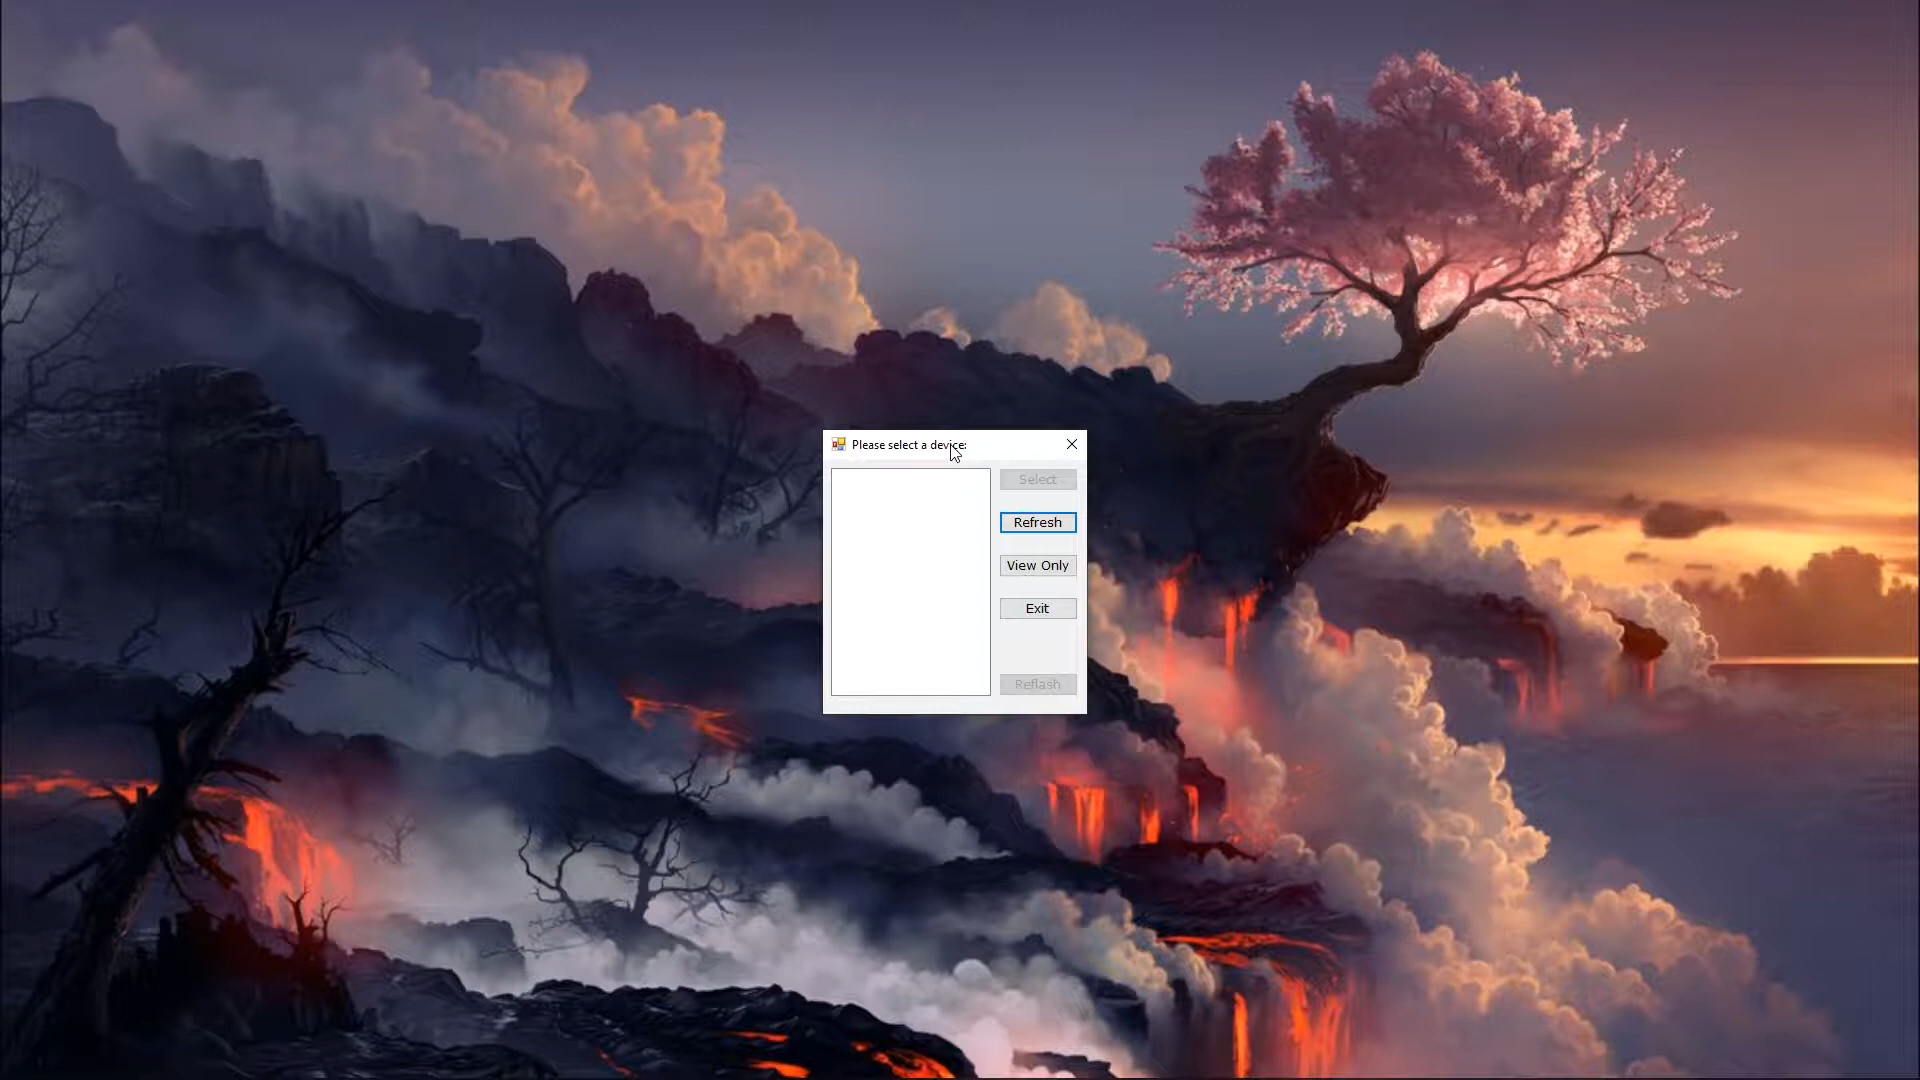 Please select a device:
Select
Refresh
View Only
Exit
Reflash